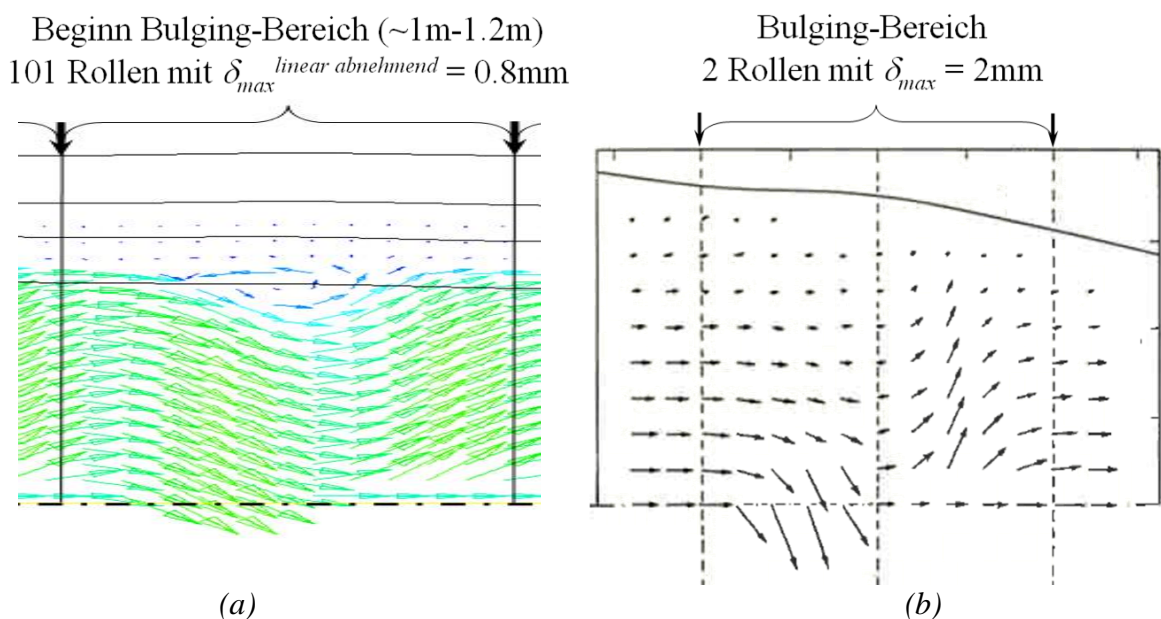 Beginn Bulging-Bereich (~1m-1.2m)
101 Rollen mit δmax linear abnehmend = 0.8mm
Bulging-Bereich
2 Rollen mit δmax = 2mm
(a)
(b)